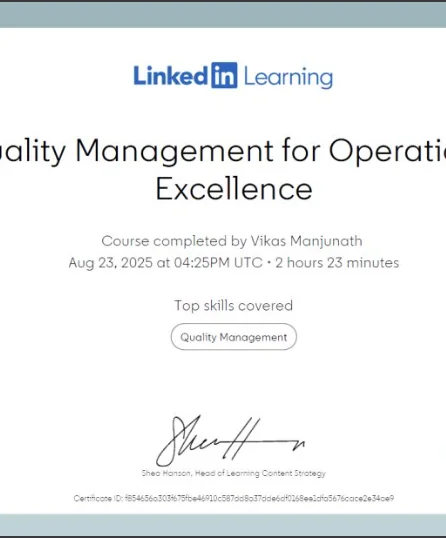 LinkedIn Learning
uality Management for Operatio
Excellence
Course completed by Vikas Manjunath
Aug 23, 2025 at 04:25PM UTC • 2 hours 23 minutes
Top skills covered
Quality Management
Shea Hanson, Head of Learning Content Strategy
Certificate ID: